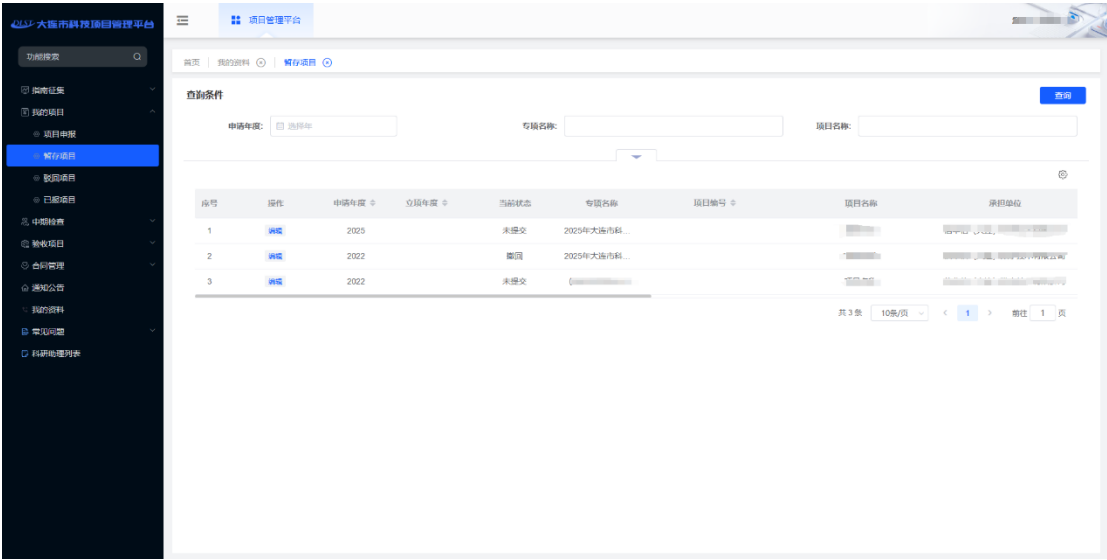 大连市科技项目管理平台
项目管理平台
功能搜索
首页 我的资料 暂存项目
指南征集
我的项目
项目申报
暂存项目
驳回项目
已报项目
中期检查
验收项目
合同管理
通知公告
我的资料
常见问题
科研助理列表
查询条件
查询
申请年度: 选择年 专项名称: 项目名称:
序号 操作 申请年度 立项年度 当前状态 专项名称 项目编号 项目名称 承担单位
1 编辑 2025 未提交 2025年大连市科...
2 编辑 2022 撤回 2025年大连市科...
3 编辑 2022 未提交
共 3 条 10条/页 1 前往 1 页